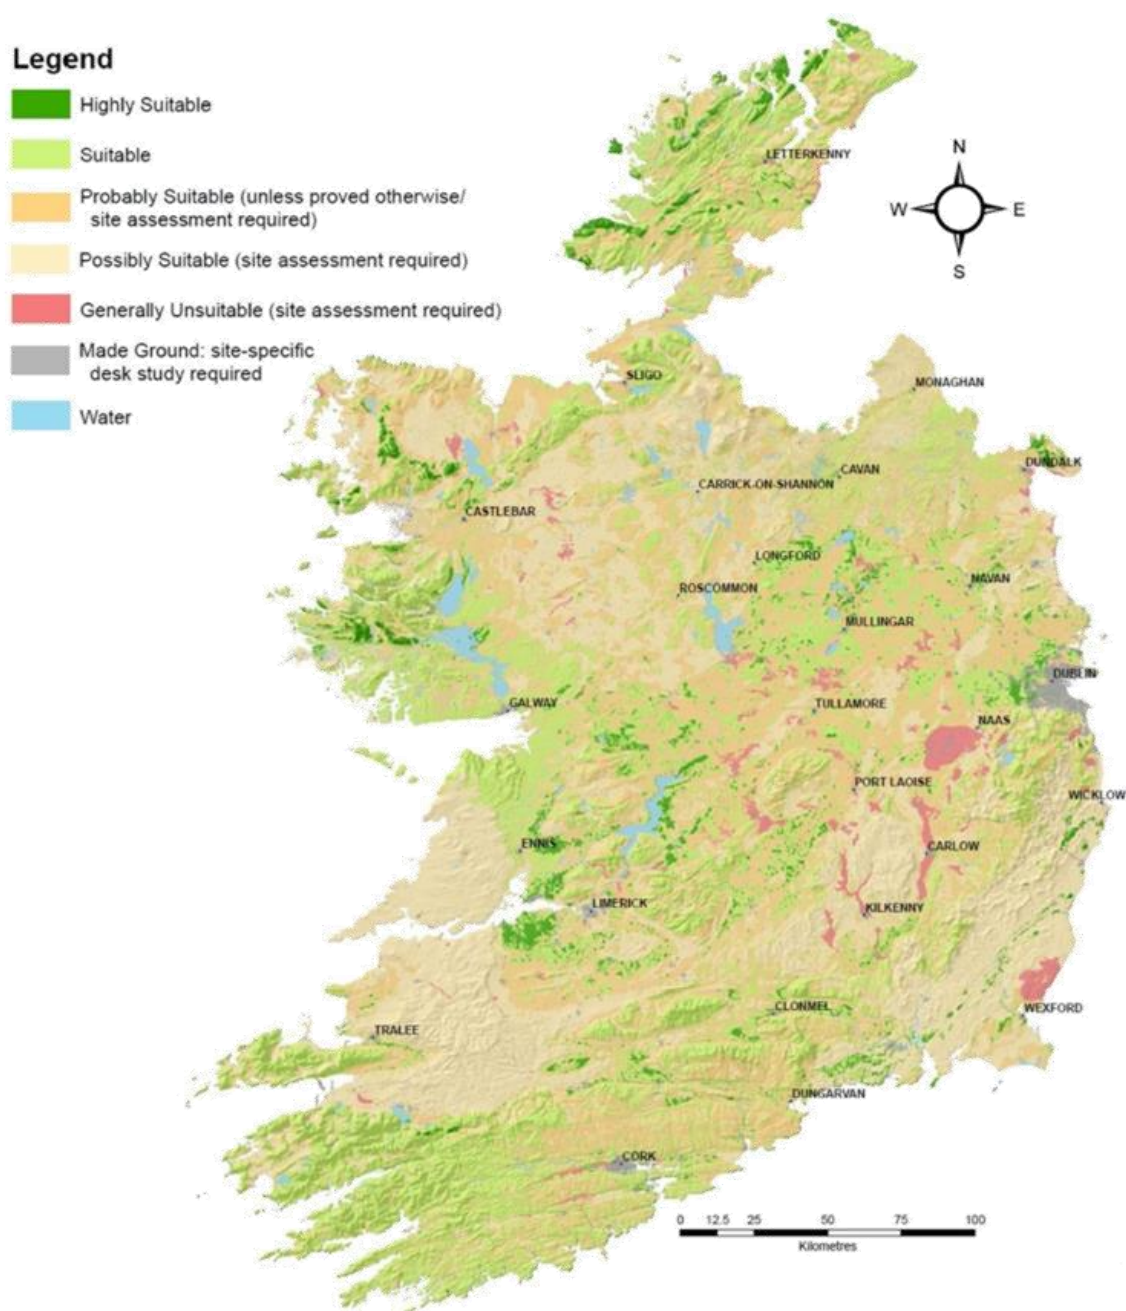 Legend
Highly Suitable
Suitable
Probably Suitable (unless proved otherwise/
site assessment required)
Possibly Suitable (site assessment required)
Generally Unsuitable (site assessment required)
Made Ground: site-specific
desk study required
Water
N
W
E
S
LETTERKENNY
SLIGO
MONAGHAN
DUNDALK
CAVAN
CARRICK-ON-SHANNON
CASTLEBAR
LONGFORD
NAVAN
ROSCOMMON
MULLINGAR
DUBLIN
GALWAY
TULLAMORE
NAAS
PORT LAOISE
WICKLOW
ENNIS
CARLOW
LIMERICK
KILKENNY
CLONMEL
WEXFORD
TRALEE
DUNGARVAN
CORK
0 12.5 25 50 75 100
Kilometres